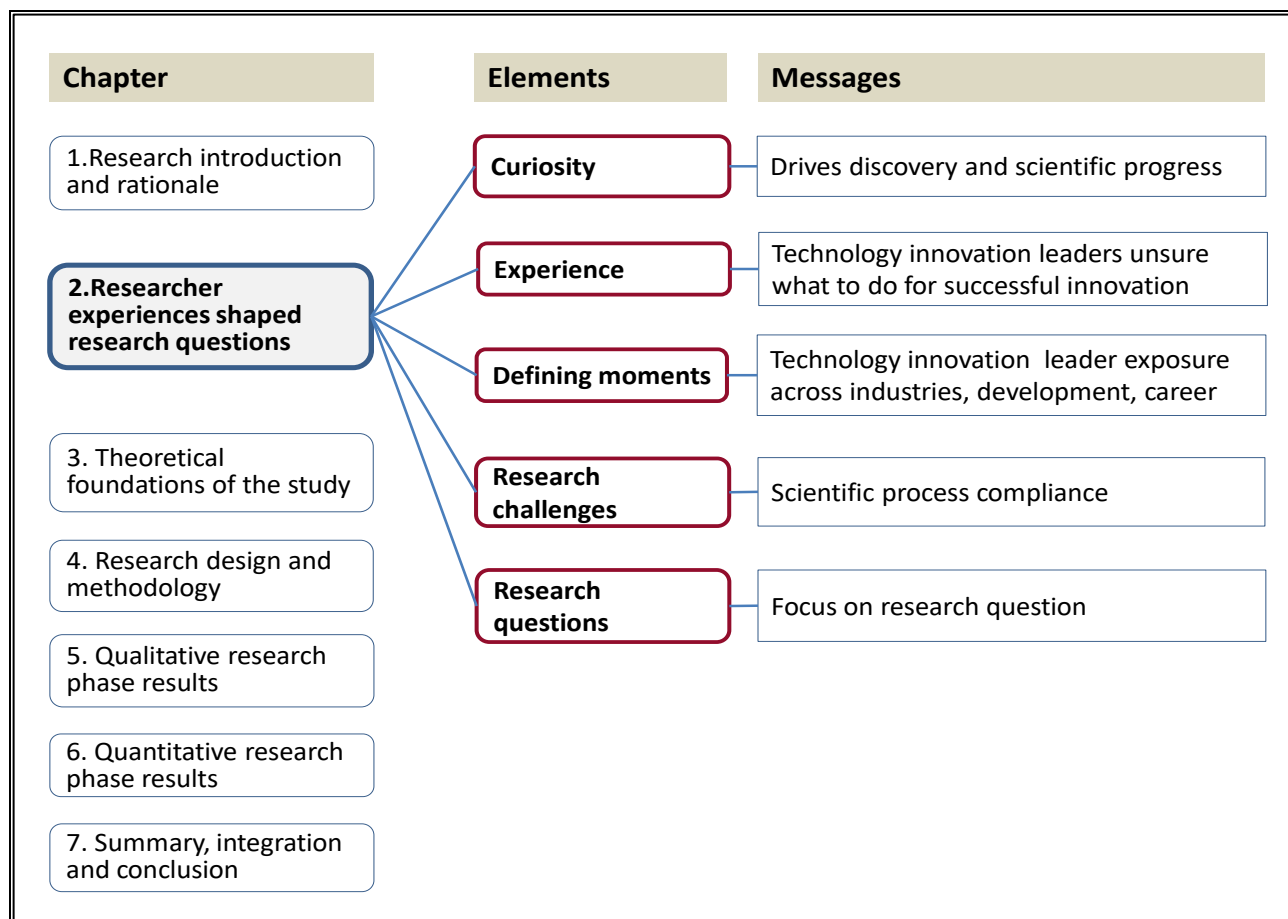 Chapter
Elements
Messages
1.Research introduction
and rationale
2.Researcher
experiences shaped
research questions
3. Theoretical
foundations of the study
4. Research design and
methodology
5. Qualitative research
phase results
6. Quantitative research
phase results
7. Summary, integration
and conclusion
Curiosity
Drives discovery and scientific progress
Experience
Technology innovation leaders unsure
what to do for successful innovation
Defining moments
Technology innovation  leader exposure
across industries, development, career
Research
challenges
Scientific process compliance
Research
questions
Focus on research question